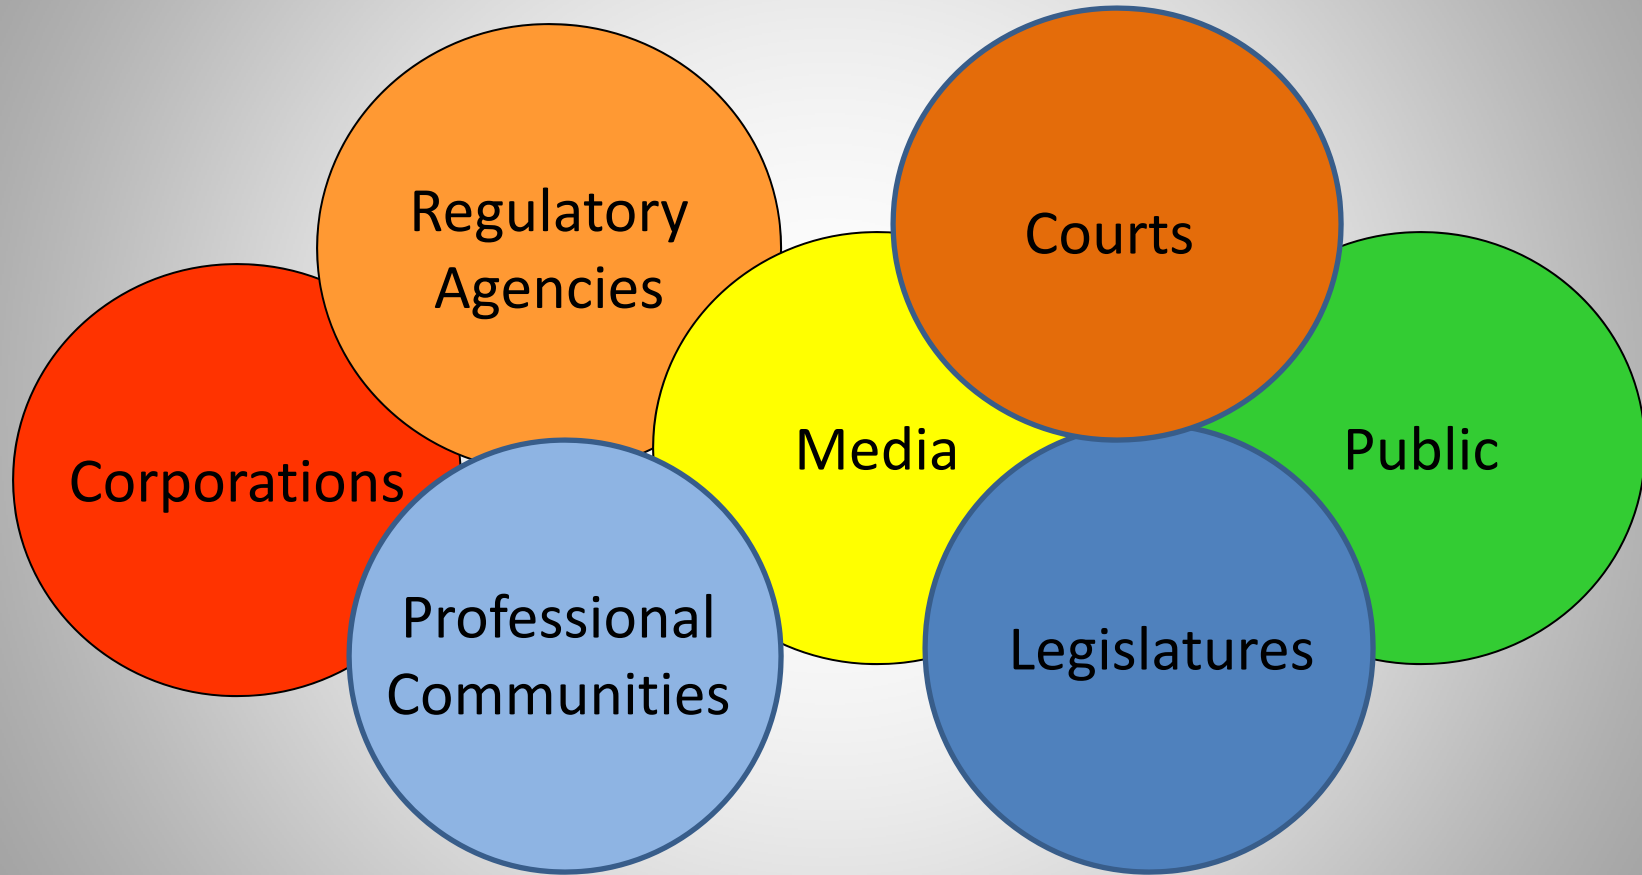 Regulatory
Agencies
Courts
Corporations
Media
Public
Professional
Communities
Legislatures